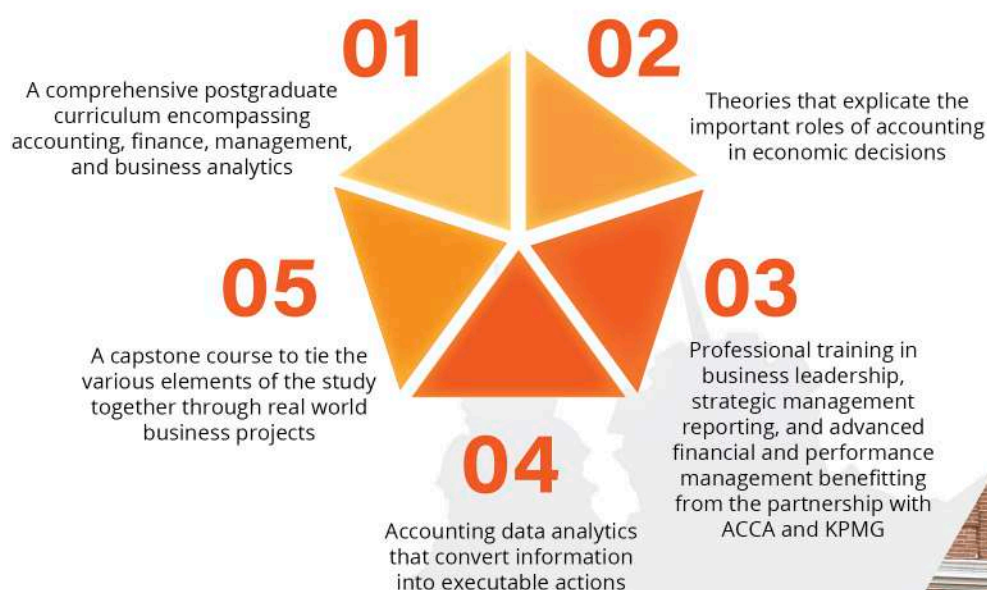 01
A comprehensive postgraduate
curriculum encompassing
accounting, finance, management,
and business analytics
02
Theories that explicate the
important roles of accounting
in economic decisions
03
Professional training in
business leadership,
strategic management
reporting, and advanced
financial and performance
management benefitting
from the partnership with
ACCA and KPMG
04
Accounting data analytics
that convert information
into executable actions
05
A capstone course to tie the
various elements of the study
together through real world
business projects